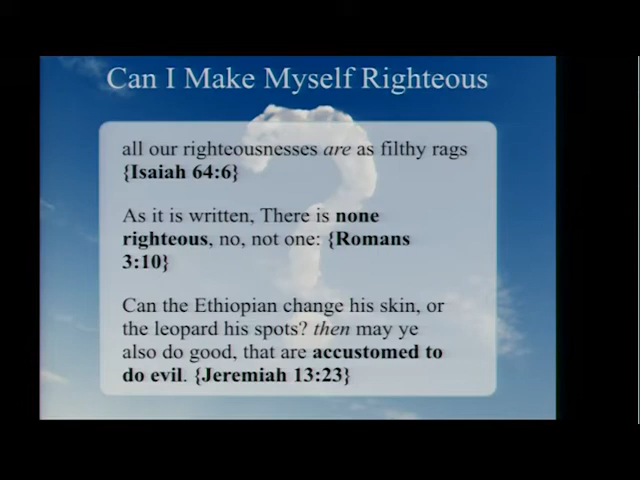 Can I Make Myself Righteous
all our righteousnesses are as filthy rags
{Isaiah 64:6}
As it is written, There is none
righteous, no, not one: {Romans
3:10}
Can the Ethiopian change his skin, or
the leopard his spots? then may ye
also do good, that are accustomed to
do evil. {Jeremiah 13:23}